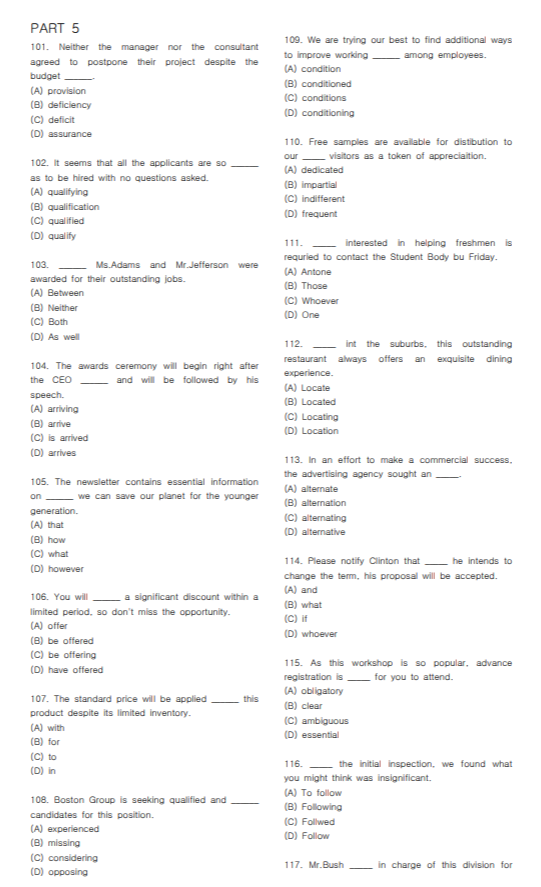 PART 5
101. Neither the manager nor the consultant
agreed to postpone their project despite the
budget _____.
(A) provision
(B) deficiency
(C) deficit
(D) assurance
102. It seems that all the applicants are so _____
as to be hired with no questions asked.
(A) qualifying
(B) qualification
(C) qualified
(D) qualify
103. _____ Ms.Adams and Mr.Jefferson were
awarded for their outstanding jobs.
(A) Between
(B) Neither
(C) Both
(D) As well
104. The awards ceremony will begin right after
the CEO _____ and will be followed by his
speech.
(A) arriving
(B) arrive
(C) is arrived
(D) arrives
105. The newsletter contains essential information
on _____ we can save our planet for the younger
generation.
(A) that
(B) how
(C) what
(D) however
106. You will _____ a significant discount within a
limited period, so don't miss the opportunity.
(A) offer
(B) be offered
(C) be offering
(D) have offered
107. The standard price will be applied _____ this
product despite its limited inventory.
(A) with
(B) for
(C) to
(D) in
108. Boston Group is seeking qualified and _____
candidates for this position.
(A) experienced
(B) missing
(C) considering
(D) opposing
109. We are trying our best to find additional ways
to improve working _____ among employees.
(A) condition
(B) conditioned
(C) conditions
(D) conditioning
110. Free samples are available for distibution to
our _____ visitors as a token of appreciaition.
(A) dedicated
(B) impartial
(C) indifferent
(D) frequent
111. _____ interested in helping freshmen is
requried to contact the Student Body bu Friday.
(A) Antone
(B) Those
(C) Whoever
(D) One
112. _____ int the suburbs, this outstanding
restaurant always offers an exquisite dining
experience.
(A) Locate
(B) Located
(C) Locating
(D) Location
113. In an effort to make a commercial success,
the advertising agency sought an _____.
(A) alternate
(B) alternation
(C) alternating
(D) alternative
114. Please notify Clinton that _____ he intends to
change the term, his proposal will be accepted.
(A) and
(B) what
(C) if
(D) whoever
115. As this workshop is so popular, advance
registration is _____ for you to attend.
(A) obligatory
(B) clear
(C) ambiguous
(D) essential
116. _____ the initial inspection, we found what
you might think was insignificant.
(A) To follow
(B) Following
(C) Follwed
(D) Follow
117. Mr.Bush _____ in charge of this division for